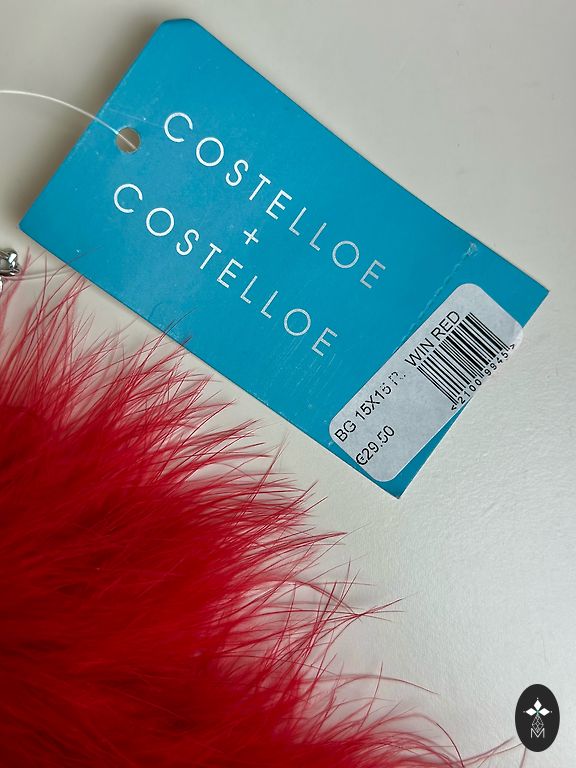 COSTELLOE
+
COSTELLOE
BG 15X15 WIN RED
€29.50